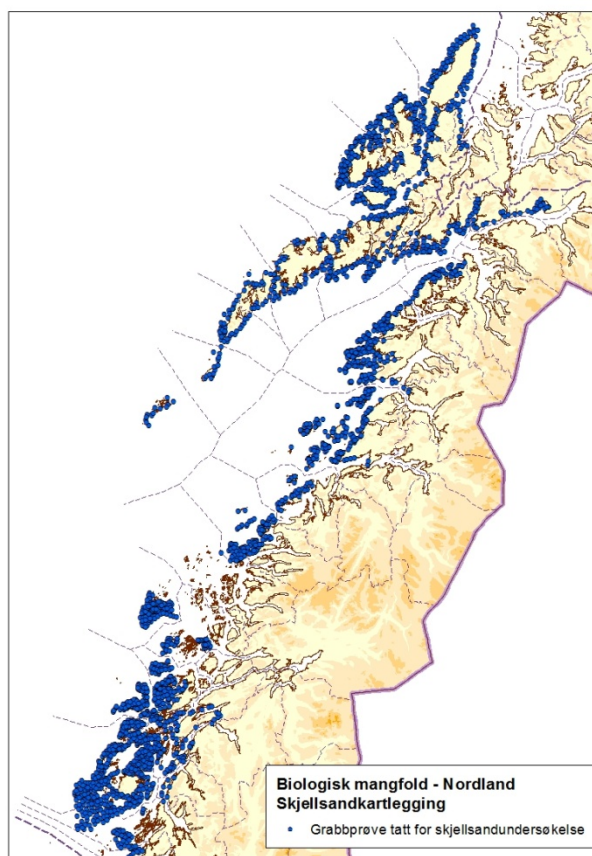 Biologisk mangfold - Nordland
Skjellsandkartlegging
Grabbprøve tatt for skjellsandundersøkelse